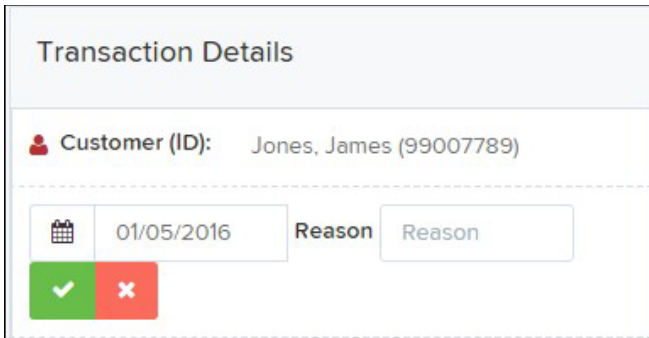 Transaction Details
Customer (ID): Jones, James (99007789)
01/05/2016 Reason Reason